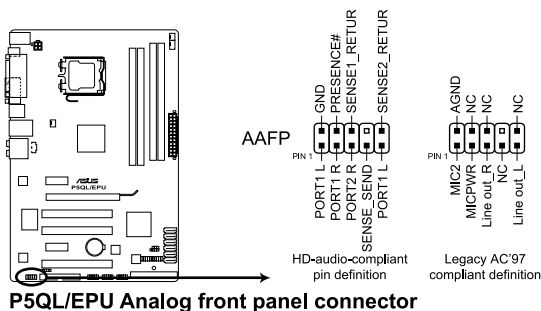 GND
PRESENCE#
SENSE1_RETUR
SENSE2_RETUR
AAFP
PIN 1
PORT1 L
PORT1 R
PORT2 R
SENSE_SEND
PORT1 L
HD-audio-compliant
pin definition
AGND
NC
NC
NC
PIN 1
MIC2
MICPWR
Line out_R
NC
Line out_L
Legacy AC'97
compliant definition
ASUS
P5QL/EPU
P5QL/EPU Analog front panel connector